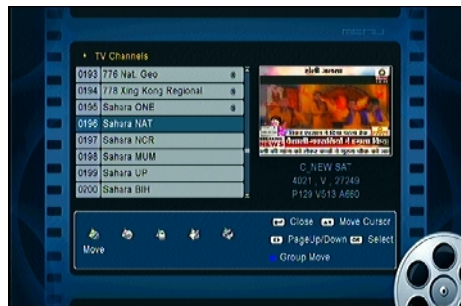 TV Channels
0193 776 Nat. Geo
0194 778 Xing Kong Regional
0195 Sahara ONE
0196 Sahara NAT
0197 Sahara NCR
0198 Sahara MUM
0199 Sahara UP
0200 Sahara BIH
होली जलसा
C_NEW SAT
4021 , V , 27249
P129 V513 A660
Move
Close Move Cursor
PageUp/Down OK Select
Group Move